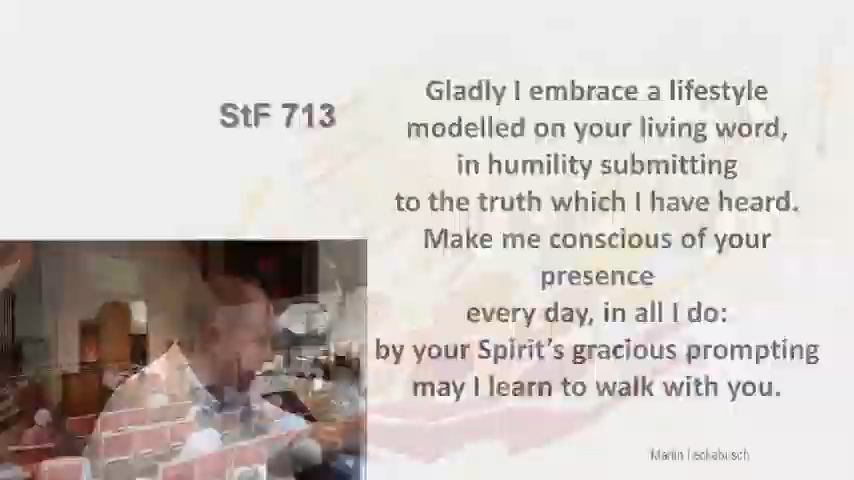 StF 713
Gladly I embrace a lifestyle
modelled on your living word,
in humility submitting
to the truth which I have heard.
Make me conscious of your
presence
every day, in all I do:
by your Spirit’s gracious prompting
may I learn to walk with you.
Martin Leckebusch